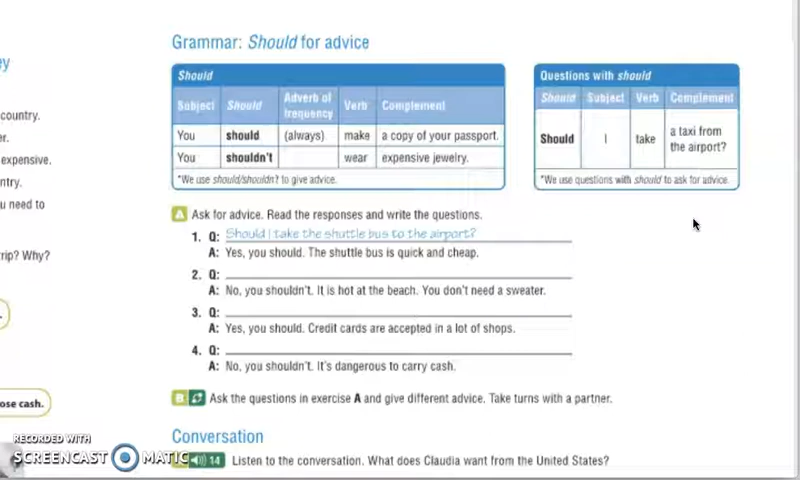 Grammar: Should for advice
ey
Should
Subject Should Adverb of frequency Verb Complement
You should (always) make a copy of your passport.
You shouldn't wear expensive jewelry.
*We use should/shouldn't to give advice.
Questions with should
Should Subject Verb Complement
Should I take a taxi from the airport?
*We use questions with should to ask for advice.
country.
er.
expensive.
ntry.
u need to
rip? Why?
ose cash.
A Ask for advice. Read the responses and write the questions.
1. Q: Should I take the shuttle bus to the airport?
A: Yes, you should. The shuttle bus is quick and cheap.
2. Q:
A: No, you shouldn't. It is hot at the beach. You don't need a sweater.
3. Q:
A: Yes, you should. Credit cards are accepted in a lot of shops.
4. Q:
A: No, you shouldn't. It's dangerous to carry cash.
B Ask the questions in exercise A and give different advice. Take turns with a partner.
Conversation
14 Listen to the conversation. What does Claudia want from the United States?
RECORDED WITH
SCREENCAST MATIC